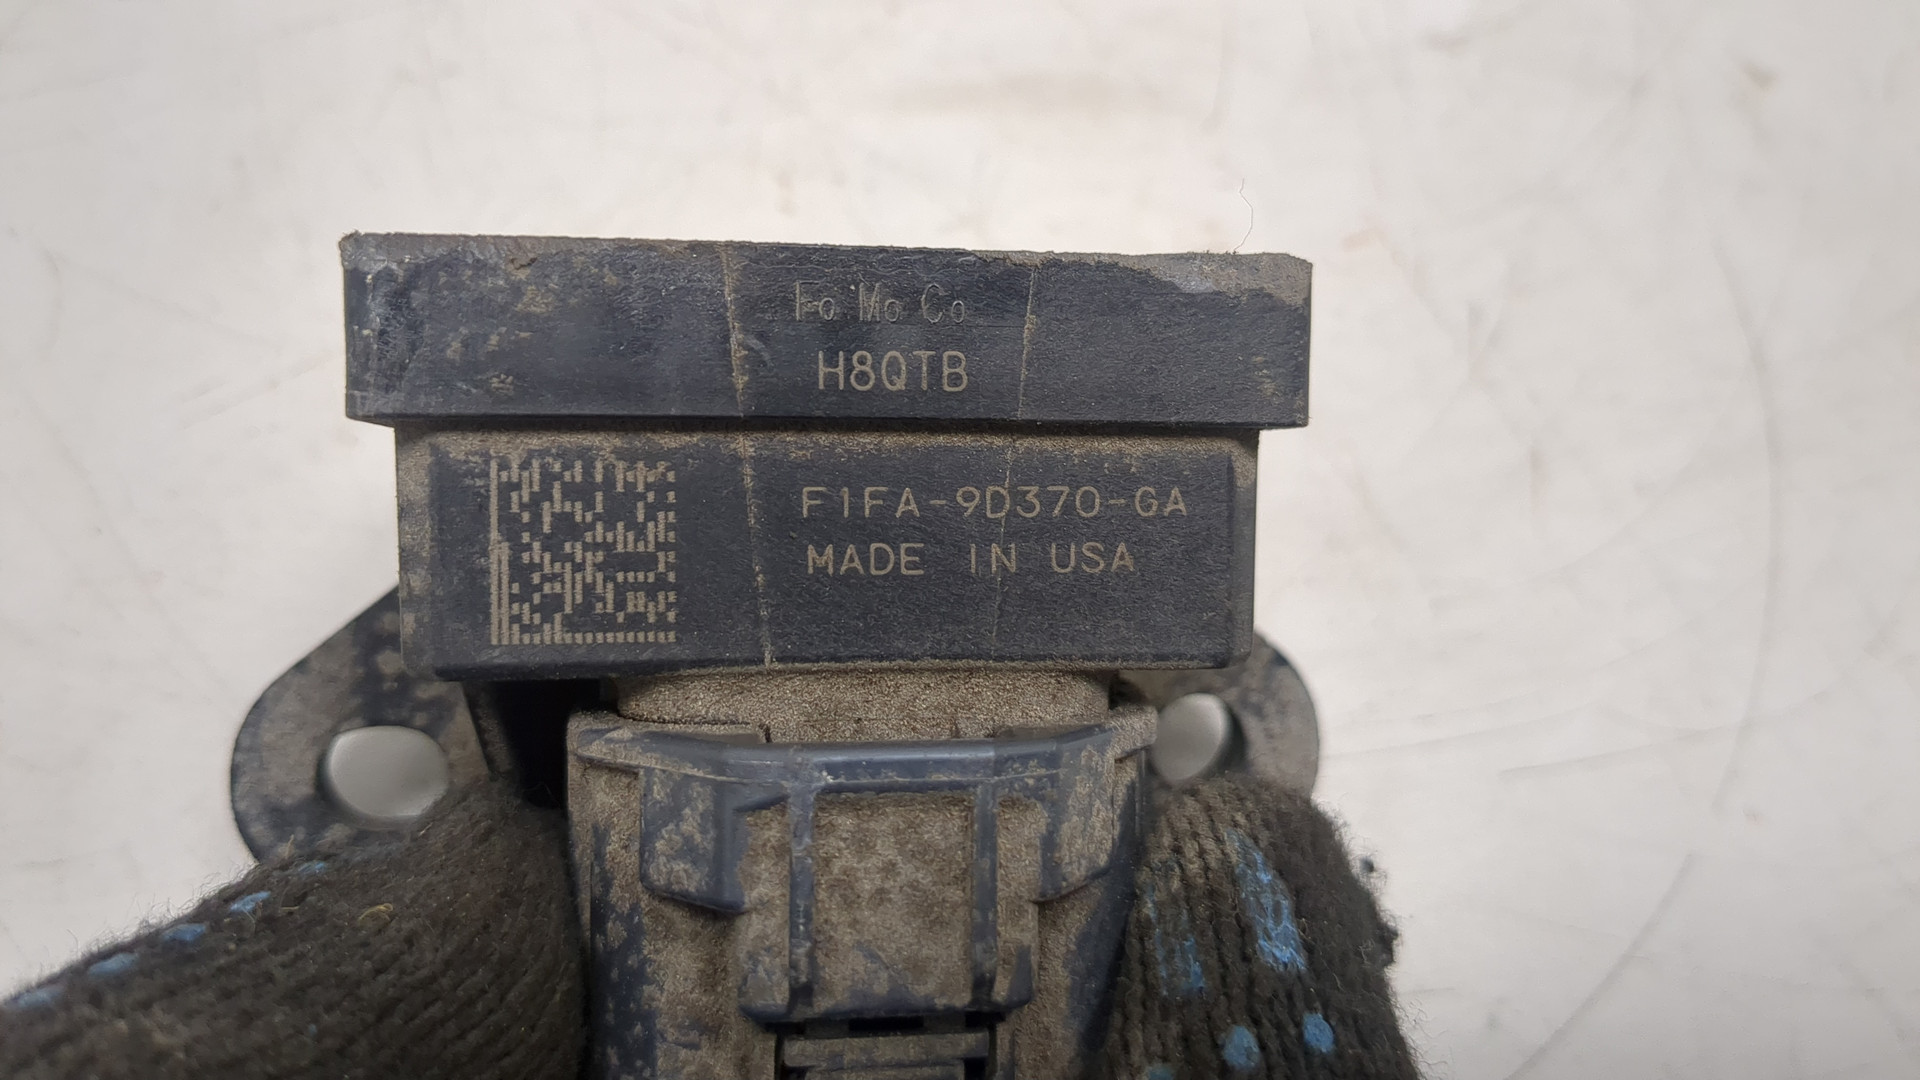 Fo Mo Co
H8QTB
F1FA-9D370-GA
MADE IN USA